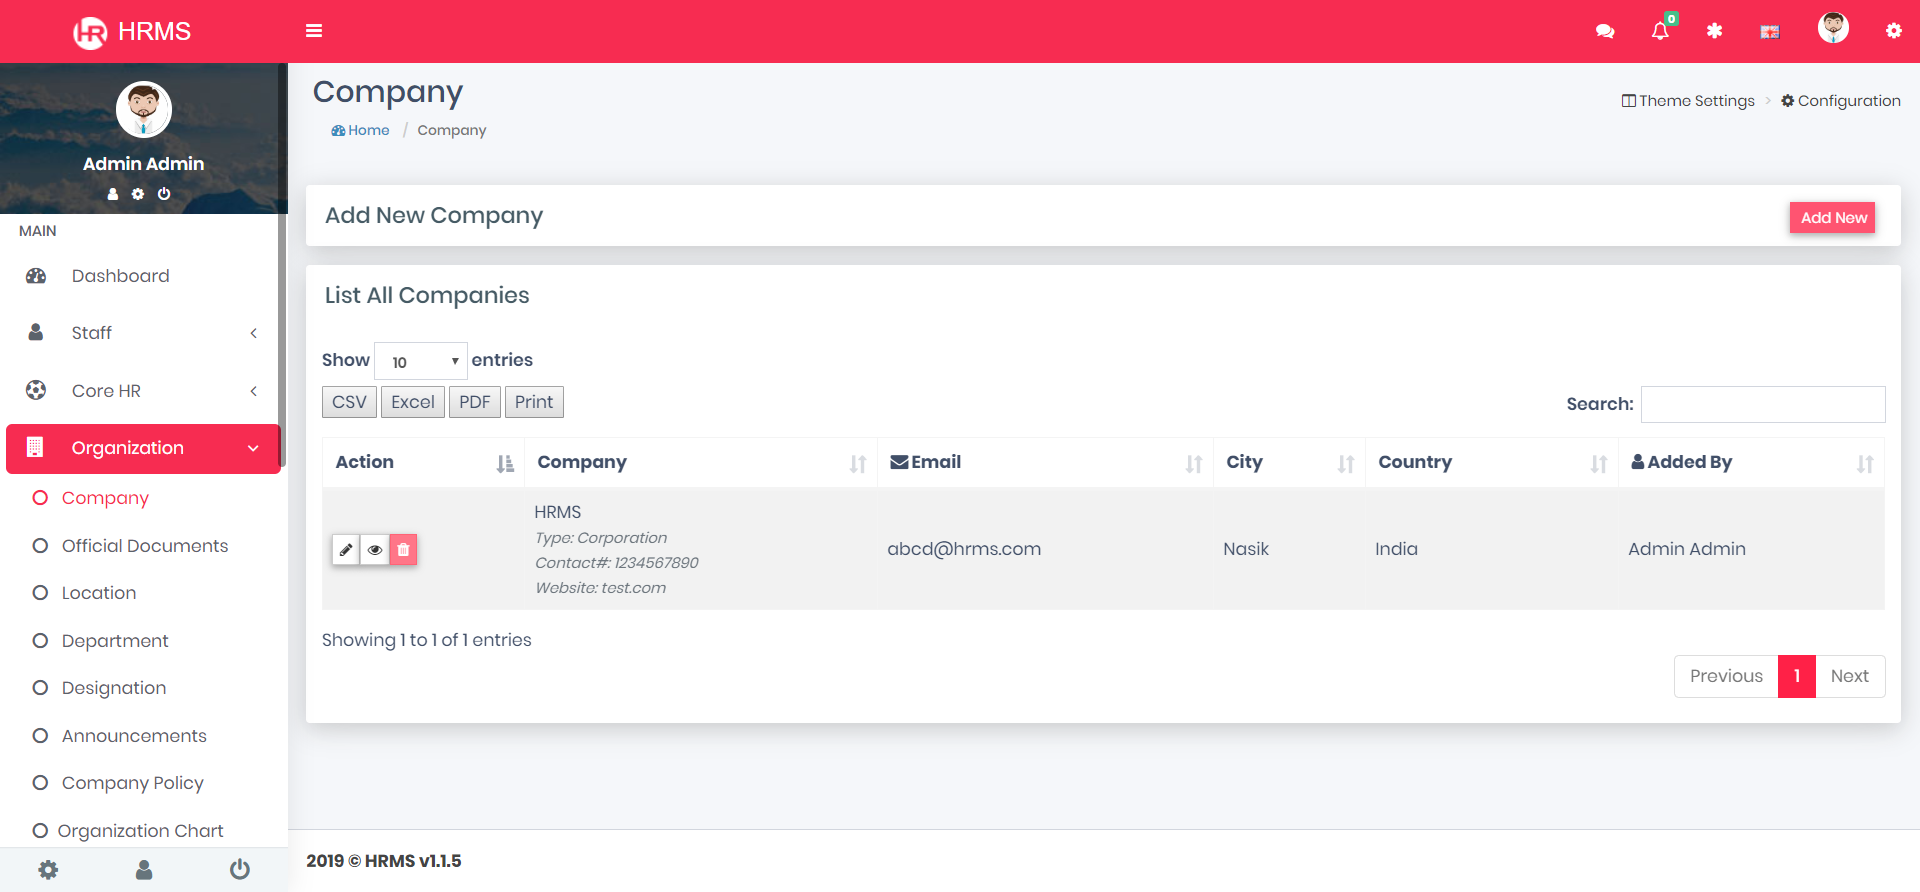 HR HRMS
0
Admin Admin
MAIN
Dashboard
Staff
Core HR
Organization
Company
Official Documents
Location
Department
Designation
Announcements
Company Policy
Organization Chart
Company
Home / Company
Theme Settings > Configuration
Add New Company
Add New
List All Companies
Show 10 entries
CSV Excel PDF Print
Search:
Action Company Email City Country Added By
HRMS
Type: Corporation
Contact#: 1234567890
Website: test.com
abcd@hrms.com
Nasik
India
Admin Admin
Showing 1 to 1 of 1 entries
Previous 1 Next
2019 © HRMS v1.1.5